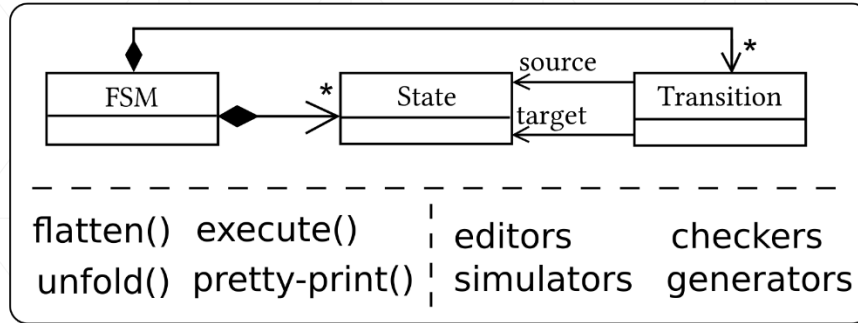 *
source
FSM
*
State
Transition
target
flatten() execute()
unfold() pretty-print()
editors checkers
simulators generators